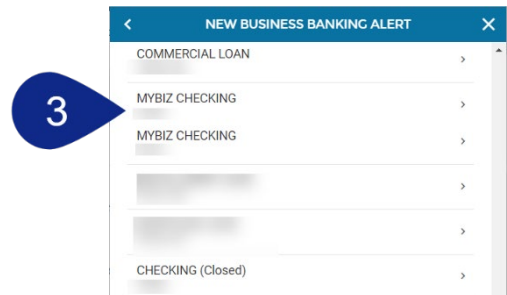 NEW BUSINESS BANKING ALERT
COMMERCIAL LOAN
3
MYBIZ CHECKING
MYBIZ CHECKING
CHECKING (Closed)